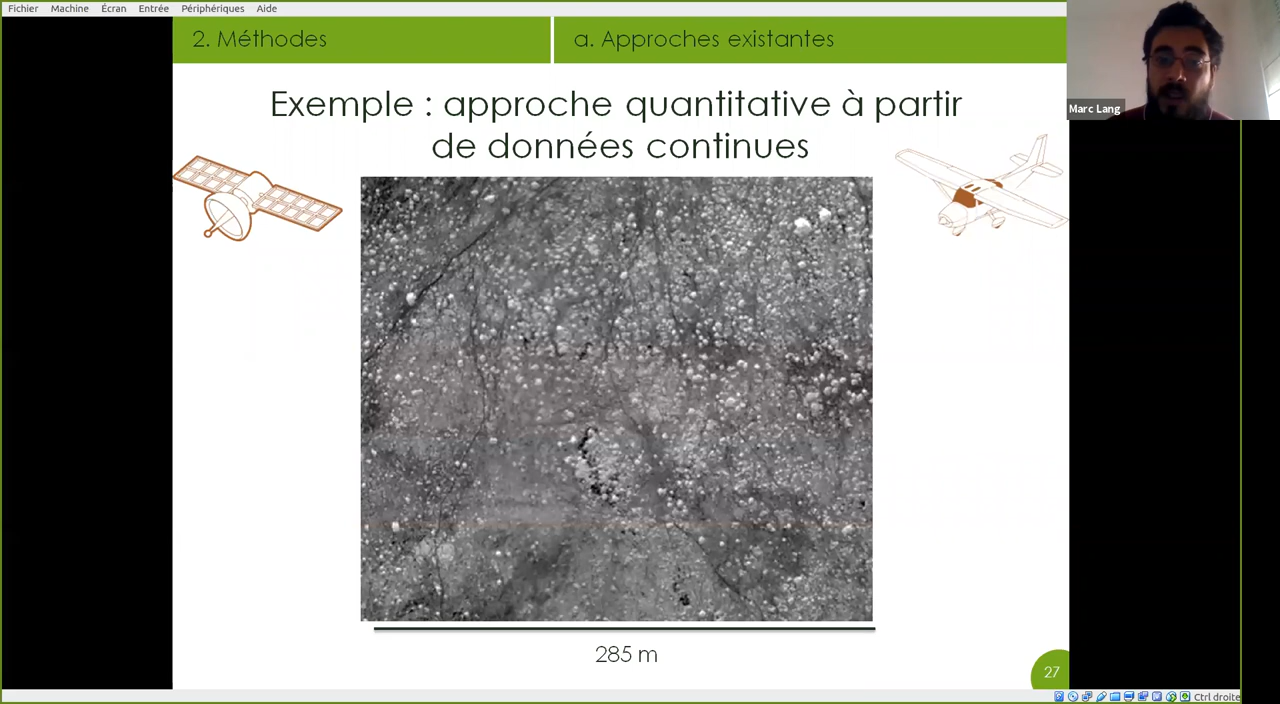 Fichier Machine Écran Entrée Périphériques Aide
2. Méthodes
a. Approches existantes
Marc Lang
Exemple : approche quantitative à partir
de données continues
285 m
27
Ctrl droite